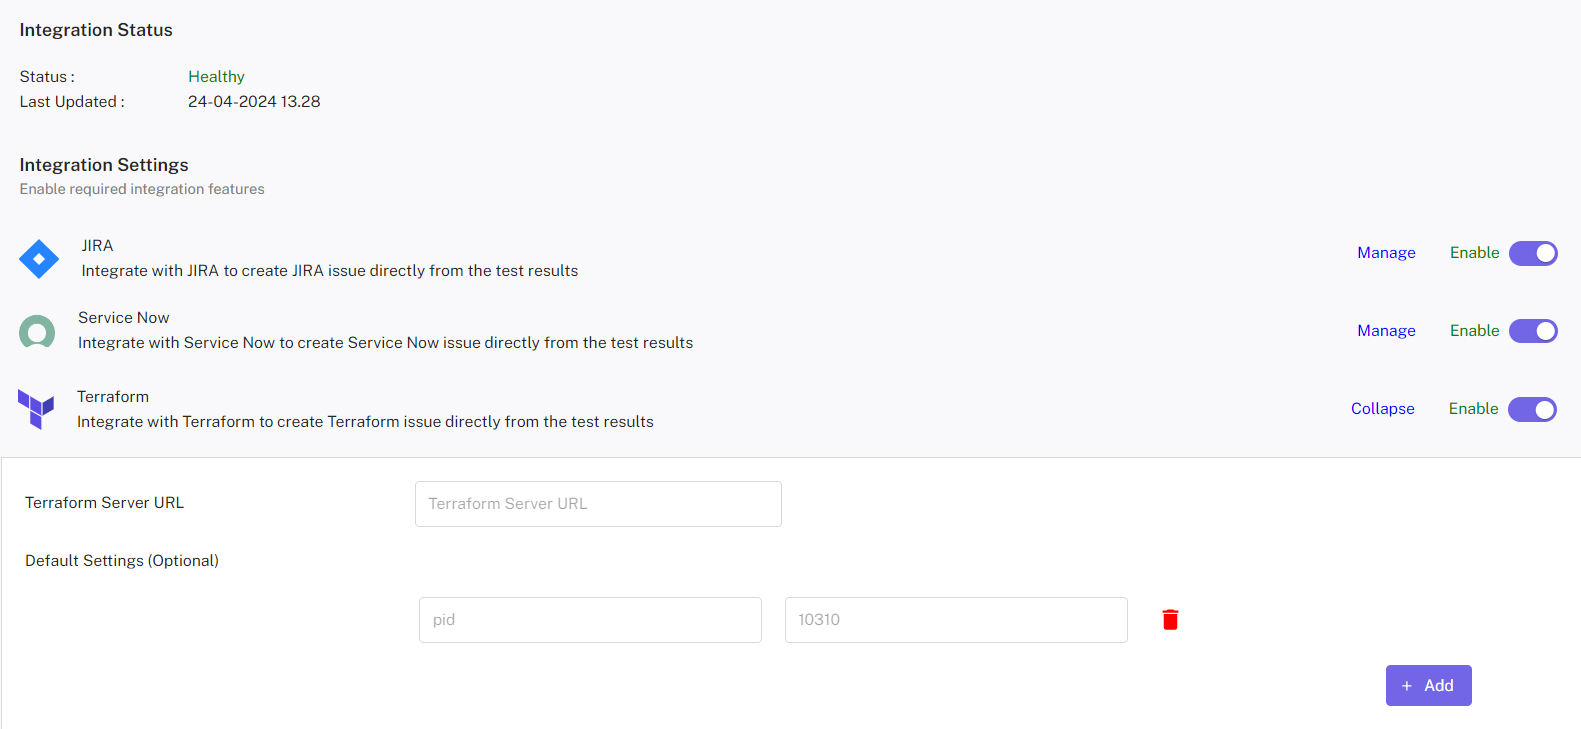 Integration Status
Status : Healthy
Last Updated : 24-04-2024 13.28
Integration Settings
Enable required integration features
JIRA
Integrate with JIRA to create JIRA issue directly from the test results
Manage Enable
Service Now
Integrate with Service Now to create Service Now issue directly from the test results
Manage Enable
Terraform
Integrate with Terraform to create Terraform issue directly from the test results
Collapse Enable
Terraform Server URL Terraform Server URL
Default Settings (Optional)
pid 10310
+ Add